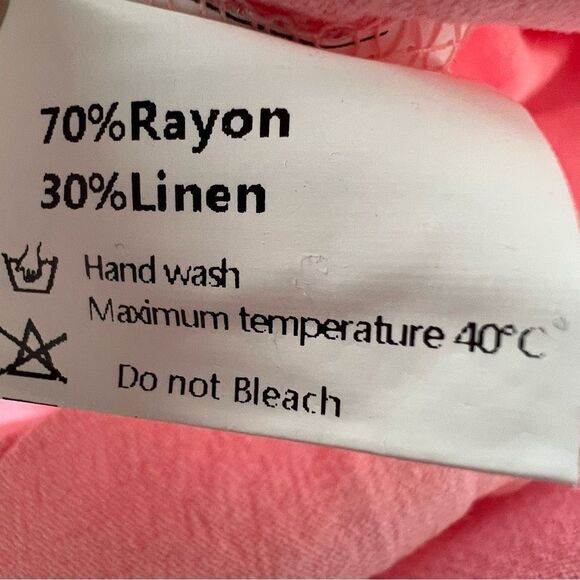 70%Rayon
30%Linen
Hand wash
Maximum temperature 40°C
Do not Bleach